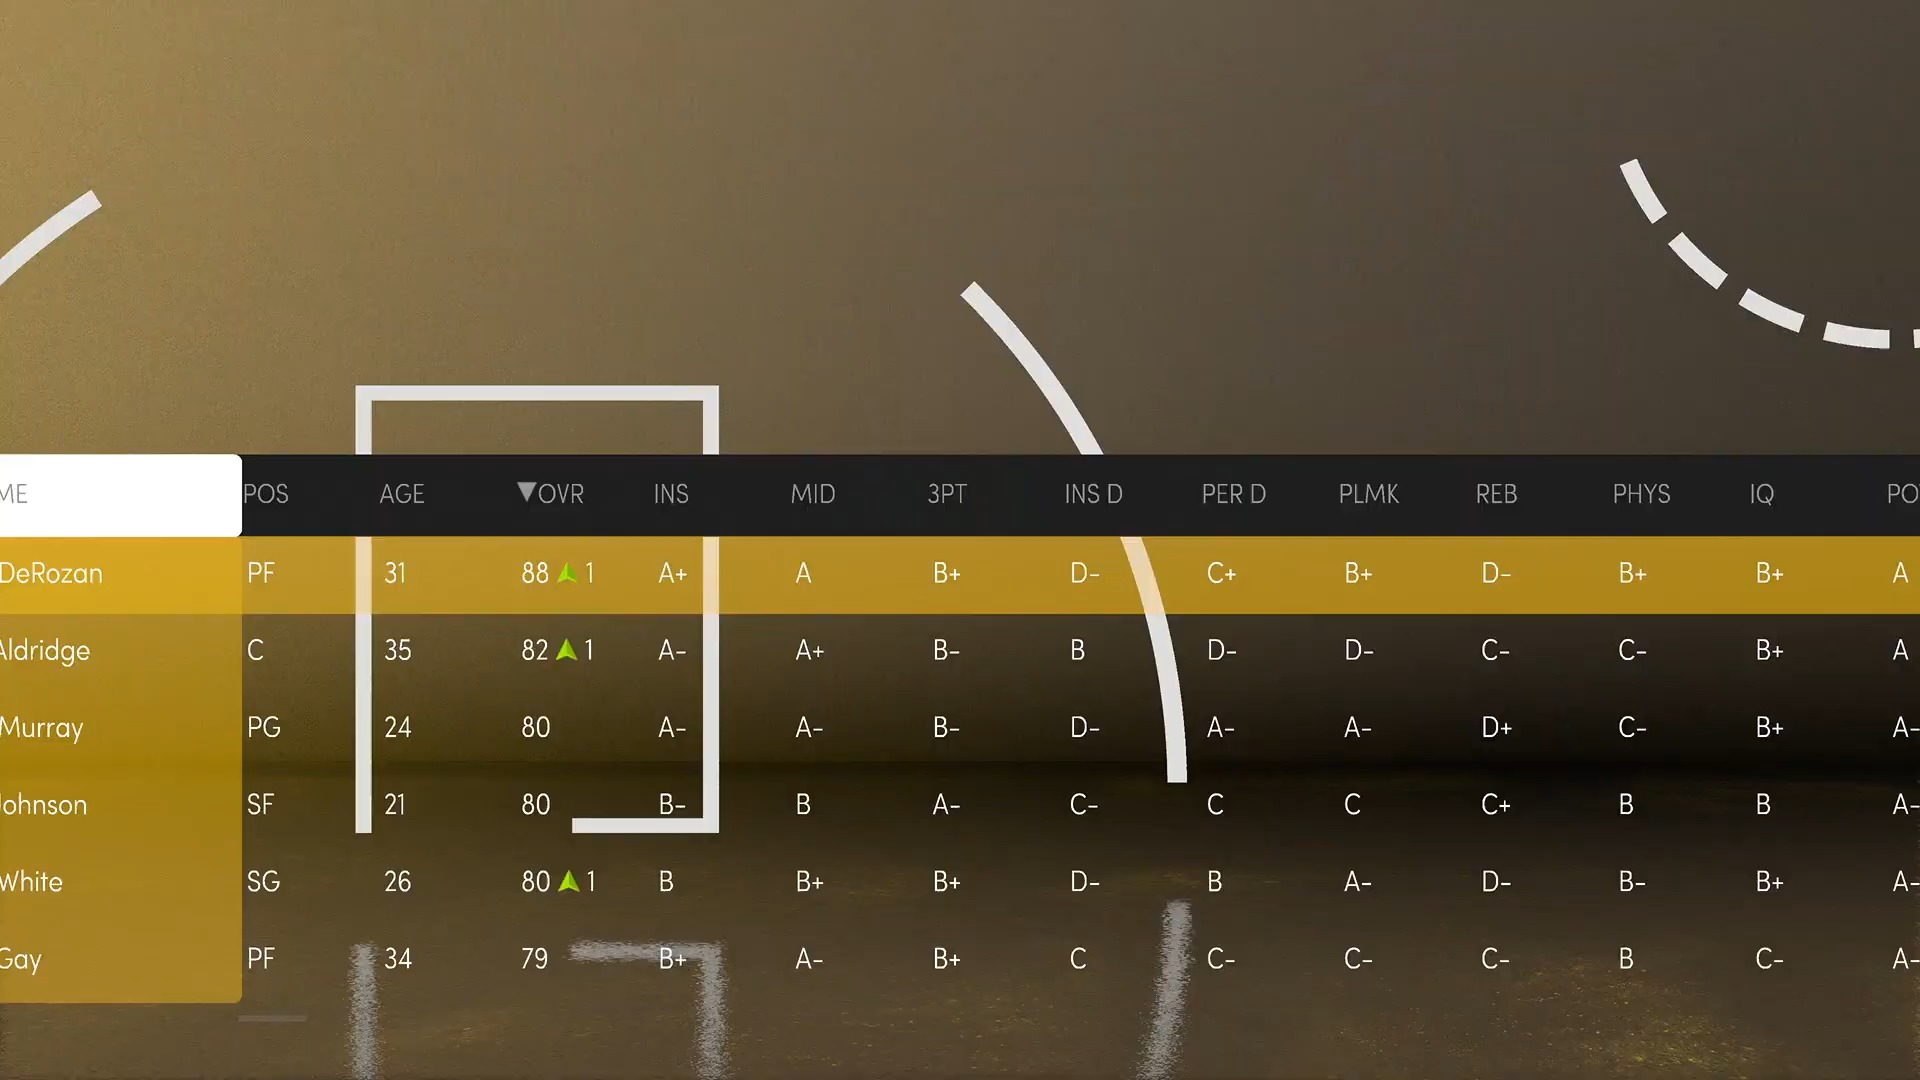 ME POS AGE ▼OVR INS MID 3PT INS D PER D PLMK REB PHYS IQ PO
DeRozan PF 31 88 ▲ 1 A+ A B+ D- C+ B+ D- B+ B+ A
Aldridge C 35 82 ▲ 1 A- A+ B- B D- D- C- C- B+ A
Murray PG 24 80 A- A- B- D- A- A- D+ C- B+ A-
Johnson SF 21 80 B- B A- C- C C C+ B B A-
White SG 26 80 ▲ 1 B B+ B+ D- B A- D- B- B+ A-
Gay PF 34 79 B+ A- B+ C C- C- C- B C- A-